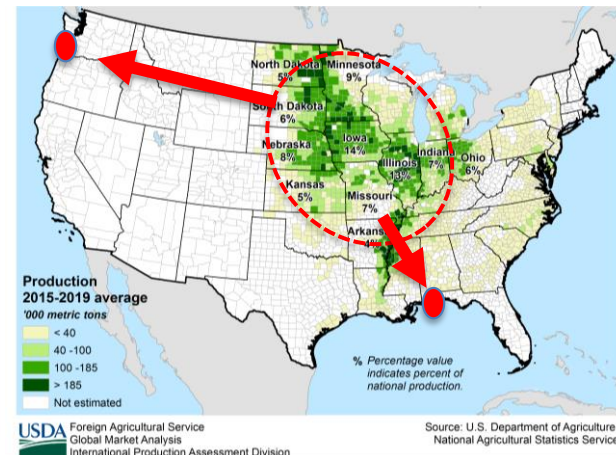 North Dakota
5%
Minnesota
9%
South Dakota
6%
Iowa
14%
Nebraska
8%
Illinois
13%
Indiana
7%
Ohio
6%
Kansas
5%
Missouri
7%
Arkans
4%
Production
2015-2019 average
'000 metric tons
< 40
40 -100
100 -185
> 185
Not estimated
% Percentage value
indicates percent of
national production.
USDA
Foreign Agricultural Service
Global Market Analysis
International Production Assessment Division
Source: U.S. Department of Agriculture
National Agricultural Statistics Service